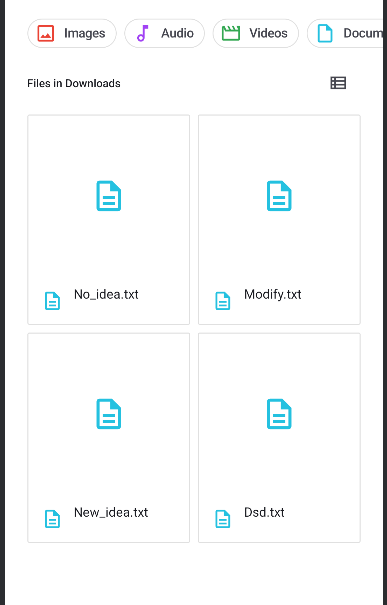 Images Audio Videos Docum
Files in Downloads
No_idea.txt Modify.txt
New_idea.txt Dsd.txt